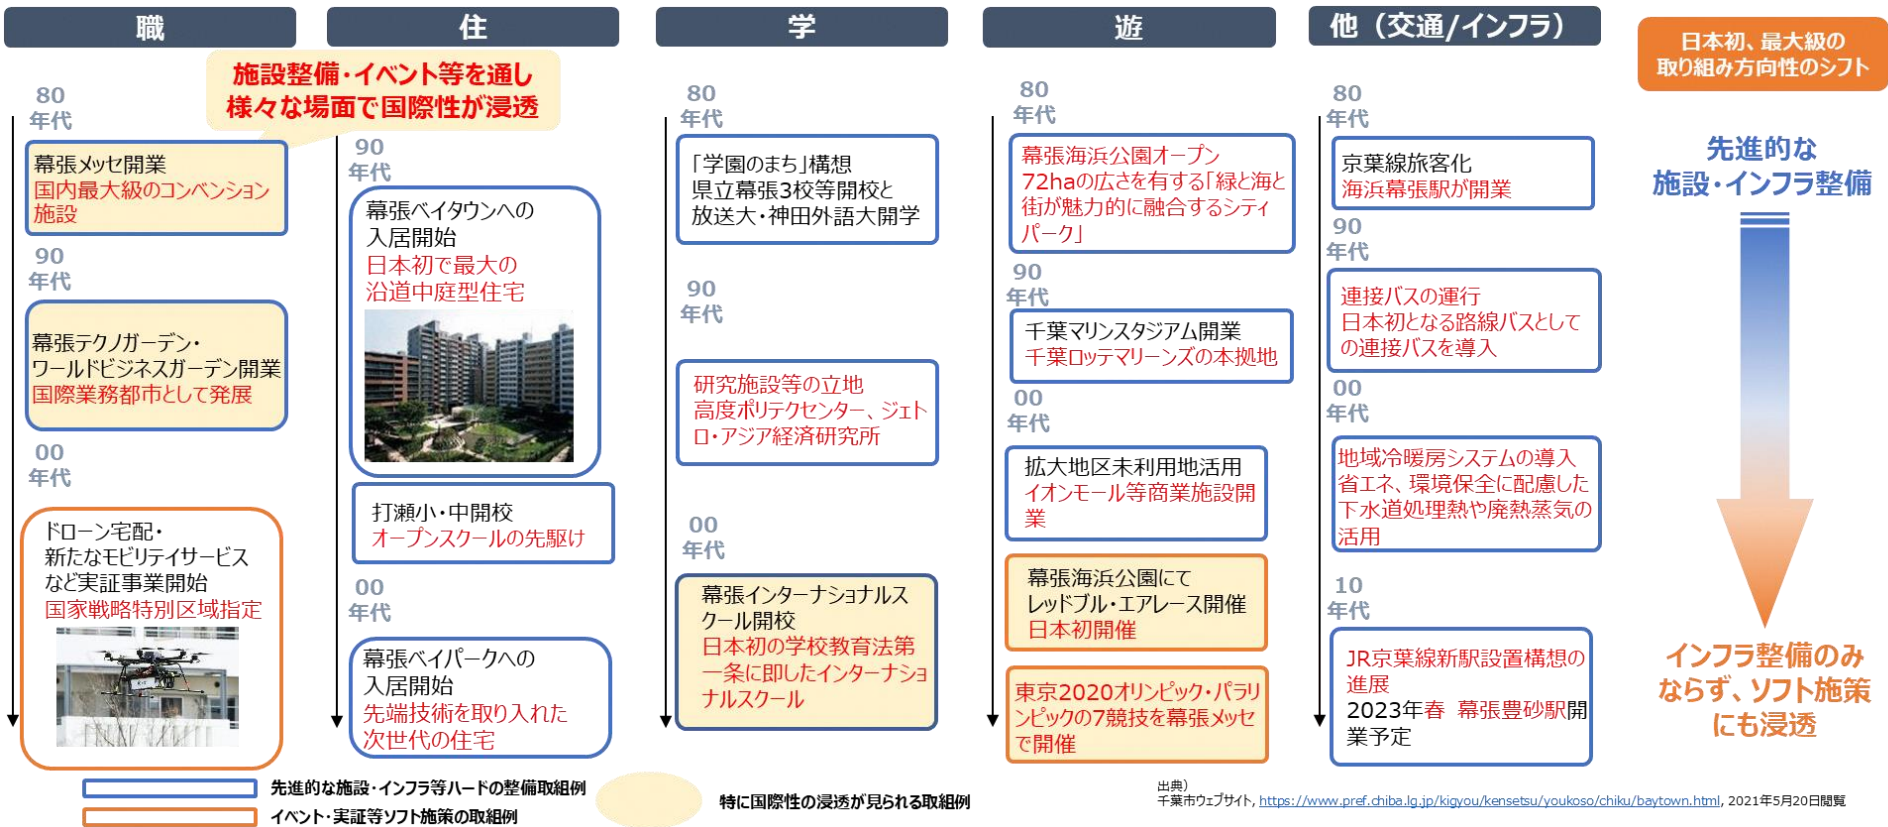 職
住
学
遊
他（交通/インフラ）
日本初、最大級の
取り組み方向性のシフト
施設整備・イベント等を通し
様々な場面で国際性が浸透
80
年代
幕張メッセ開業
国内最大級のコンベンション
施設
90
年代
幕張テクノガーデン・
ワールドビジネスガーデン開業
国際業務都市として発展
00
年代
ドローン宅配・
新たなモビリテイサービス
など実証事業開始
国家戦略特別区域指定
90
年代
幕張ベイタウンへの
入居開始
日本初で最大の
沿道中庭型住宅
打瀬小・中開校
オープンスクールの先駆け
00
年代
幕張ベイパークへの
入居開始
先端技術を取り入れた
次世代の住宅
80
年代
「学園のまち」構想
県立幕張3校等開校と
放送大・神田外語大開学
90
年代
研究施設等の立地
高度ポリテクセンター、ジェト
ロ・アジア経済研究所
00
年代
幕張インターナショナルス
クール開校
日本初の学校教育法第
一条に即したインターナショ
ナルスクール
80
年代
幕張海浜公園オープン
72haの広さを有する「緑と海と
街が魅力的に融合するシティ
パーク」
90
年代
千葉マリンスタジアム開業
千葉ロッテマリーンズの本拠地
00
年代
拡大地区未利用地活用
イオンモール等商業施設開
業
幕張海浜公園にて
レッドブル・エアレース開催
日本初開催
東京2020オリンピック・パラリ
ンピックの7競技を幕張メッセ
で開催
80
年代
京葉線旅客化
海浜幕張駅が開業
90
年代
連接バスの運行
日本初となる路線バスとして
の連接バスを導入
00
年代
地域冷暖房システムの導入
省エネ、環境保全に配慮した
下水道処理熱や廃熱蒸気の
活用
10
年代
JR京葉線新駅設置構想の
進展
2023年春 幕張豊砂駅開
業予定
先進的な
施設・インフラ整備
インフラ整備のみ
ならず、ソフト施策
にも浸透
先進的な施設・インフラ等ハードの整備取組例
イベント・実証等ソフト施策の取組例
特に国際性の浸透が見られる取組例
出典）
千葉市ウェブサイト, https://www.pref.chiba.lg.jp/kigyou/kensetsu/youkoso/chiku/baytown.html, 2021年5月20日閲覧